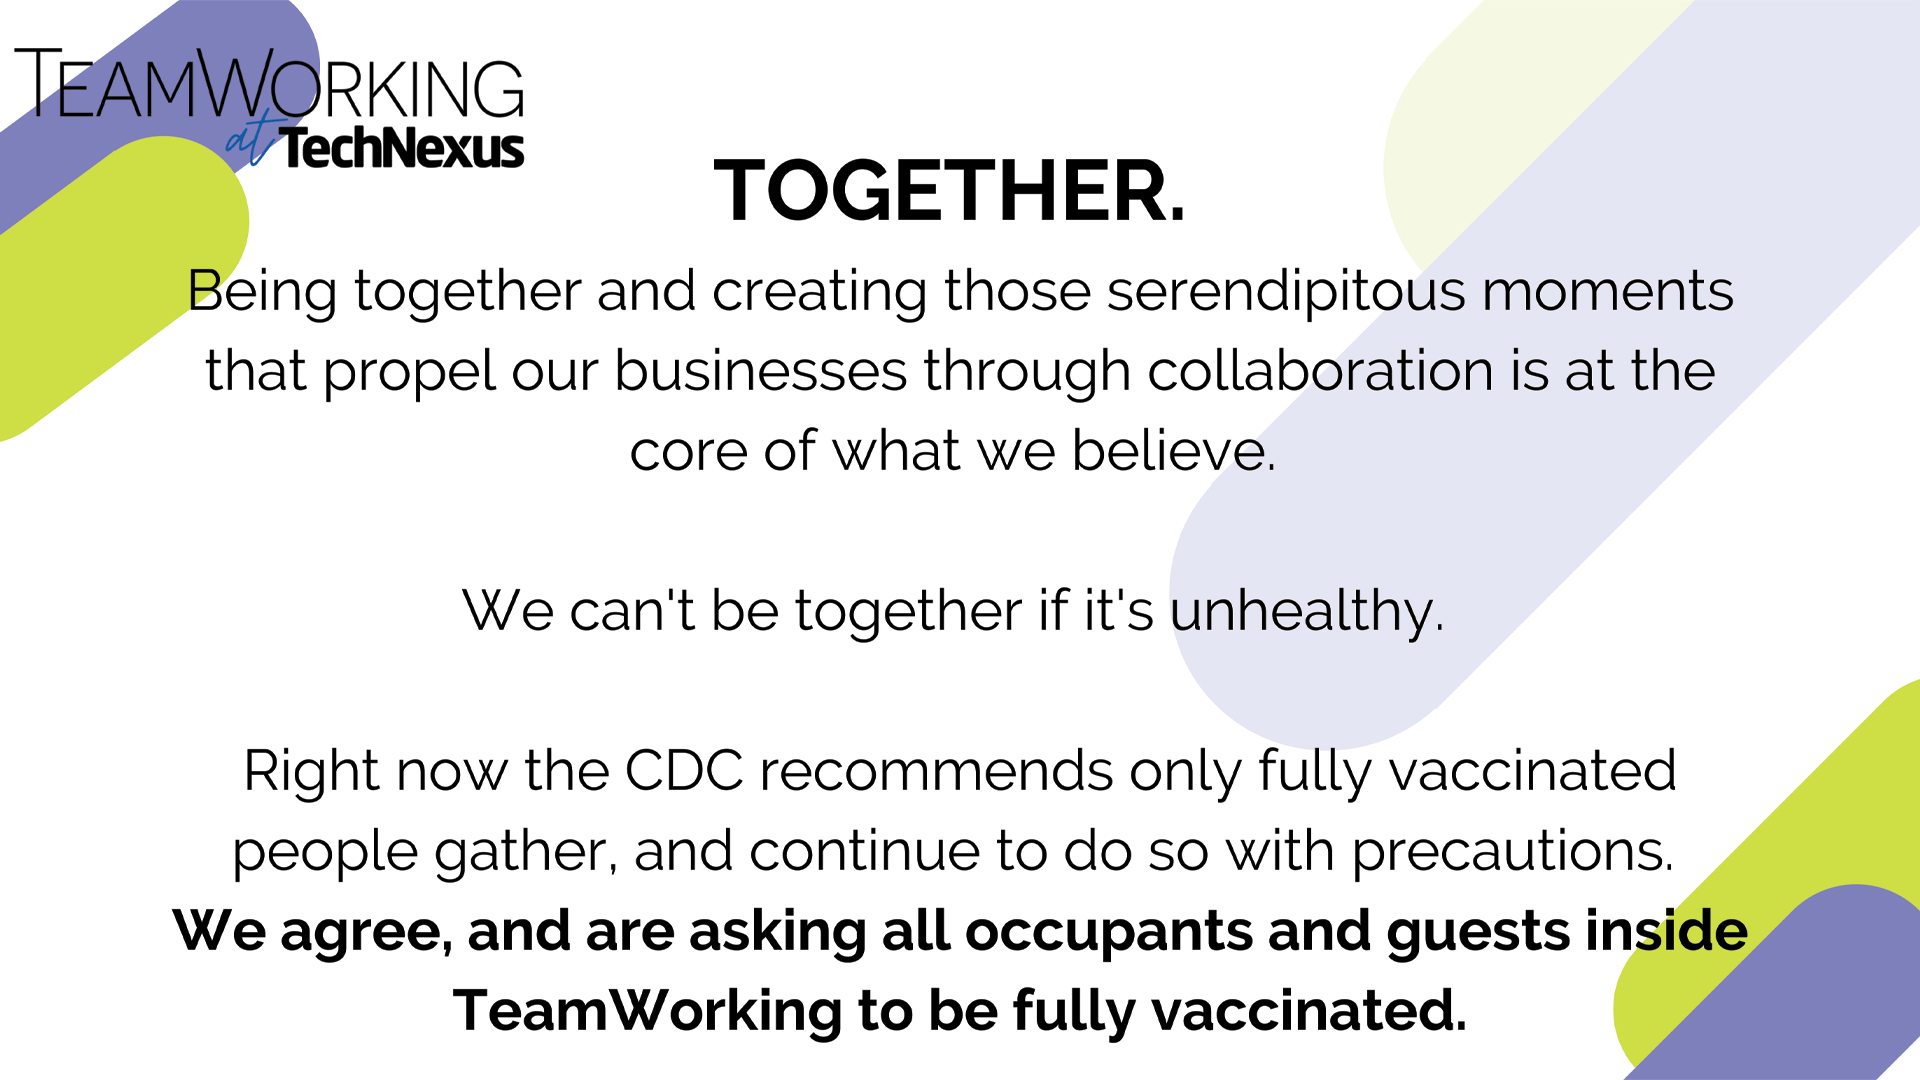 TEAMWORKING
at TechNexus
TOGETHER.
Being together and creating those serendipitous moments
that propel our businesses through collaboration is at the
core of what we believe.
We can't be together if it's unhealthy.
Right now the CDC recommends only fully vaccinated
people gather, and continue to do so with precautions.
We agree, and are asking all occupants and guests inside
TeamWorking to be fully vaccinated.